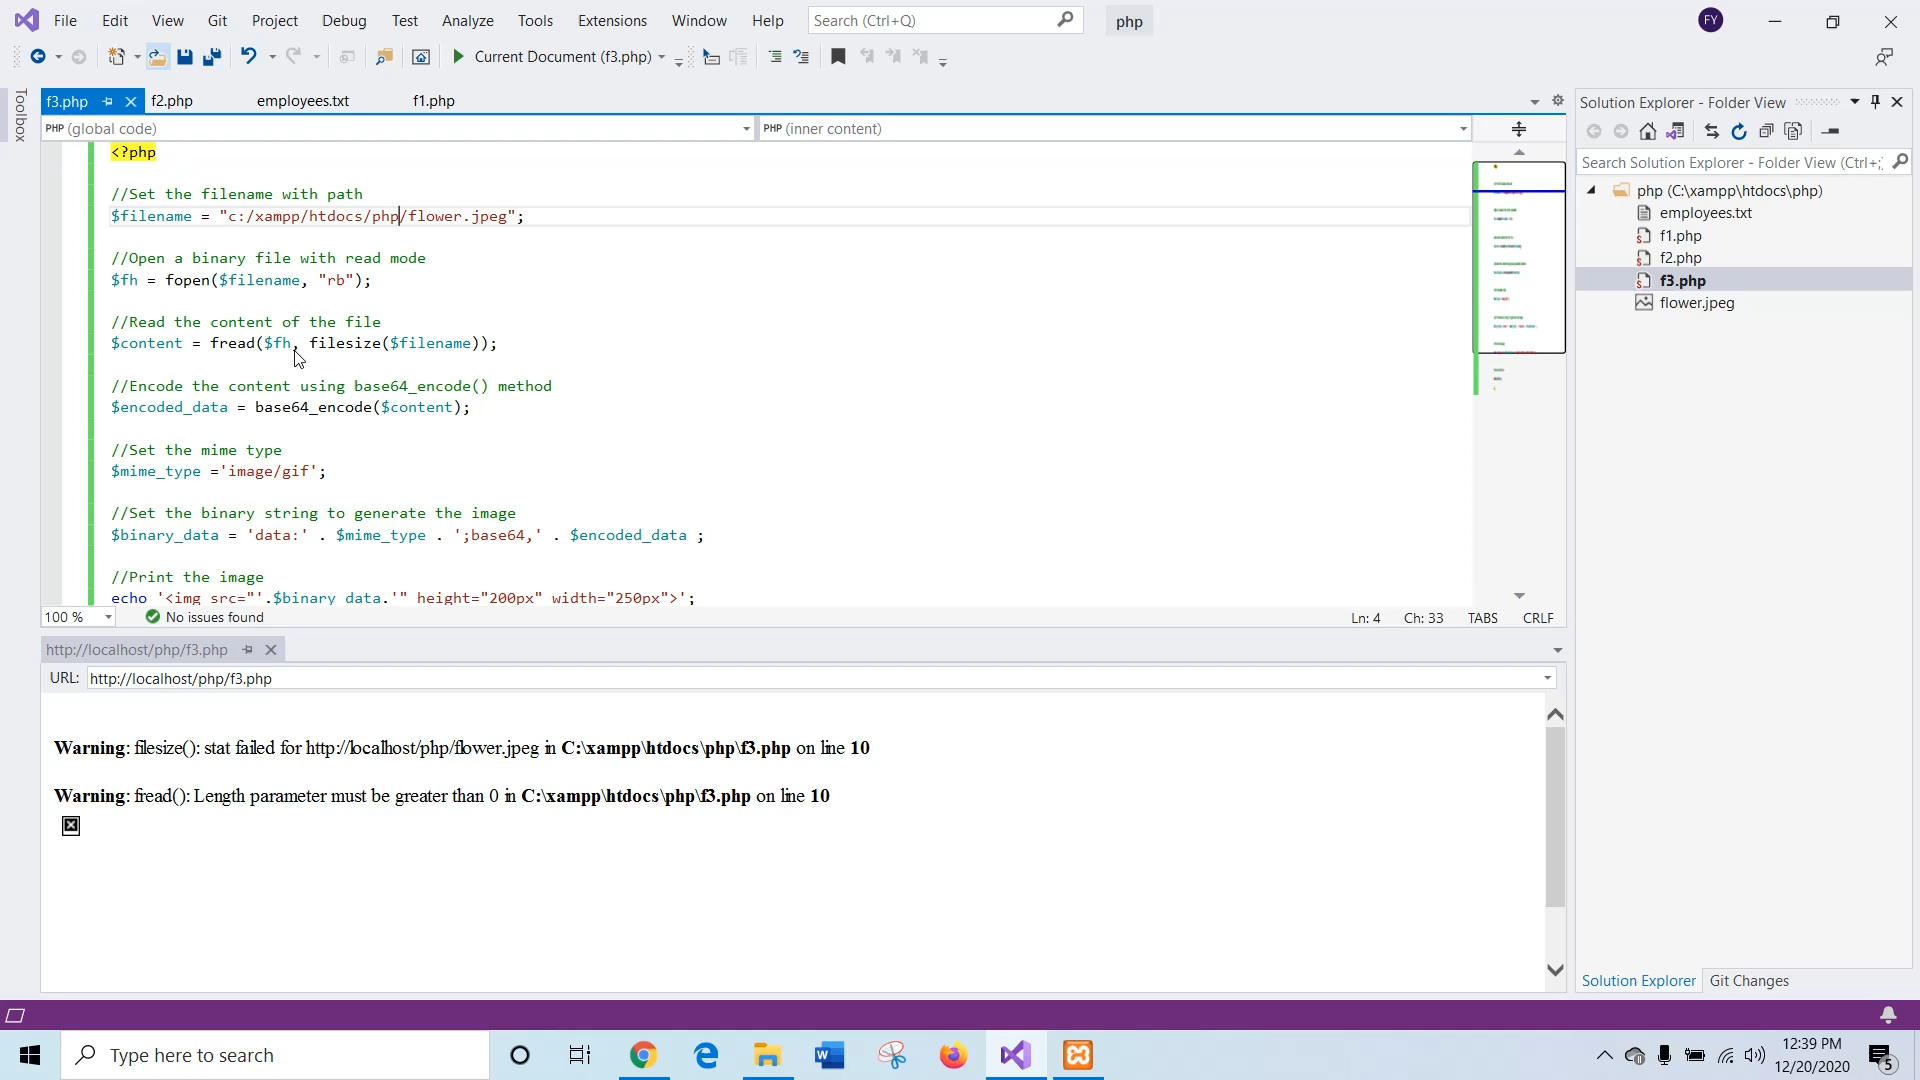 File Edit View Git Project Debug Test Analyze Tools Extensions Window Help Search (Ctrl+Q) php FY
Current Document (f3.php)
Toolbox
f3.php f2.php employees.txt f1.php
PHP (global code) PHP (inner content)
<?php
//Set the filename with path
$filename = "c:/xampp/htdocs/php/flower.jpeg";
//Open a binary file with read mode
$fh = fopen($filename, "rb");
//Read the content of the file
$content = fread($fh, filesize($filename));
//Encode the content using base64_encode() method
$encoded_data = base64_encode($content);
//Set the mime type
$mime_type ='image/gif';
//Set the binary string to generate the image
$binary_data = 'data:' . $mime_type . ';base64,' . $encoded_data ;
//Print the image
echo '<img src="'.$binary_data.'" height="200px" width="250px">';
100 % No issues found Ln: 4 Ch: 33 TABS CRLF
http://localhost/php/f3.php
URL: http://localhost/php/f3.php
Warning: filesize(): stat failed for http://localhost/php/flower.jpeg in C:\xampp\htdocs\php\f3.php on line 10
Warning: fread(): Length parameter must be greater than 0 in C:\xampp\htdocs\php\f3.php on line 10
Solution Explorer - Folder View
Search Solution Explorer - Folder View (Ctrl+;
php (C:\xampp\htdocs\php)
employees.txt
f1.php
f2.php
f3.php
flower.jpeg
Solution Explorer Git Changes
Type here to search
12:39 PM
12/20/2020
5